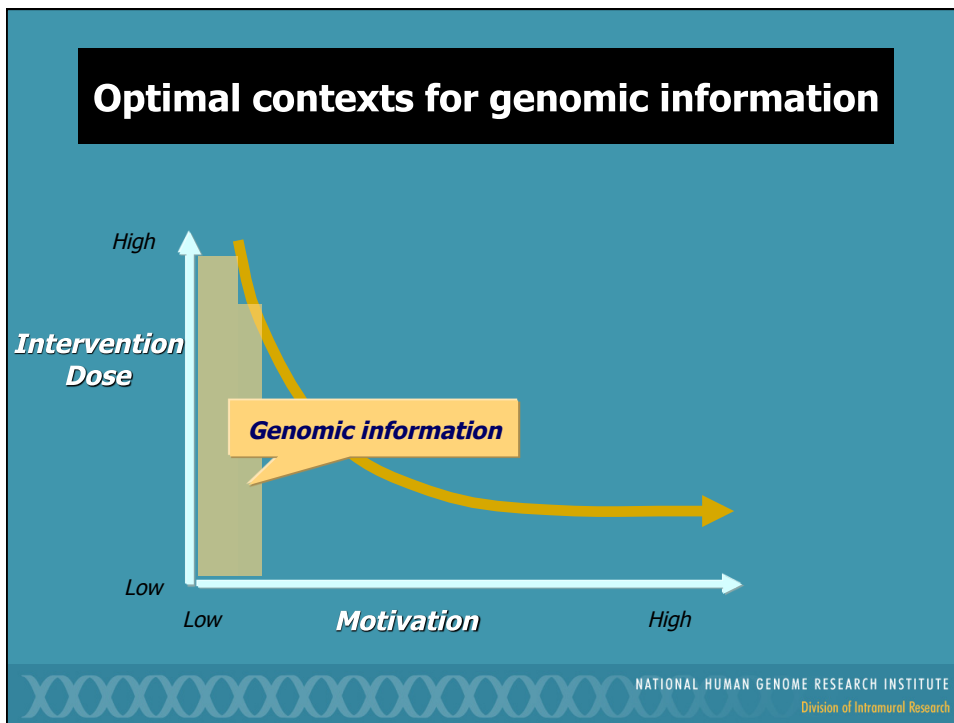 Optimal contexts for genomic information
High
Intervention
Dose
Genomic information
Low
Low
Motivation
High
NATIONAL HUMAN GENOME RESEARCH INSTITUTE
Division of Intramural Research